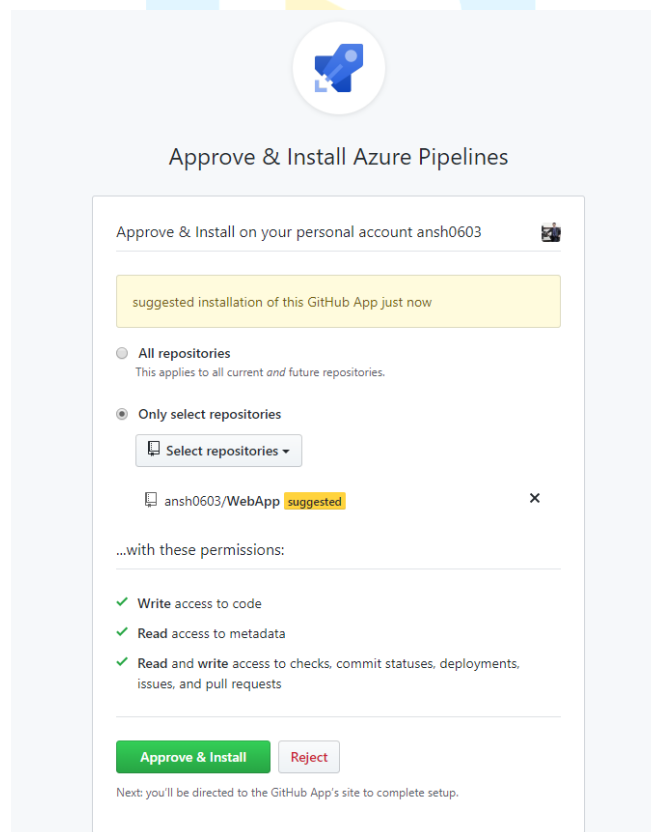 Approve & Install Azure Pipelines
Approve & Install on your personal account ansh0603
suggested installation of this GitHub App just now
All repositories
This applies to all current and future repositories.
Only select repositories
Select repositories
ansh0603/WebApp suggested
...with these permissions:
Write access to code
Read access to metadata
Read and write access to checks, commit statuses, deployments,
issues, and pull requests
Approve & Install Reject
Next: you'll be directed to the GitHub App's site to complete setup.